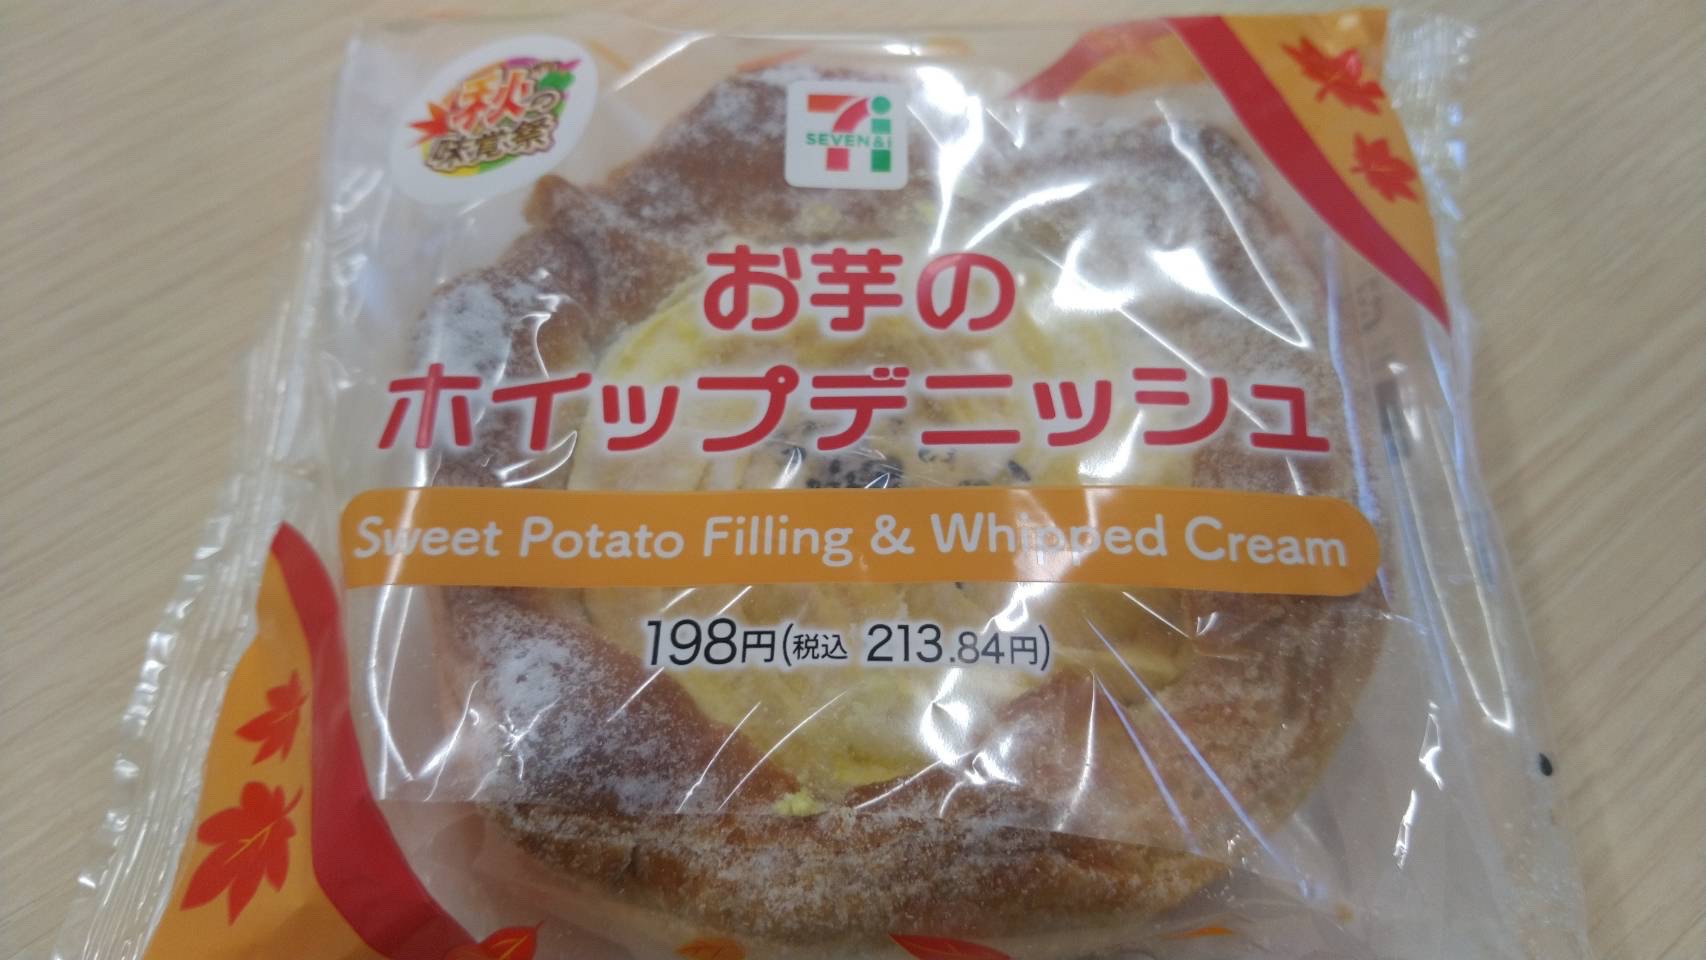 秋の
味覚祭
SEVEN&i
お芋の
ホイップデニッシュ
Sweet Potato Filling & Whipped Cream
198円(税込 213.84円)